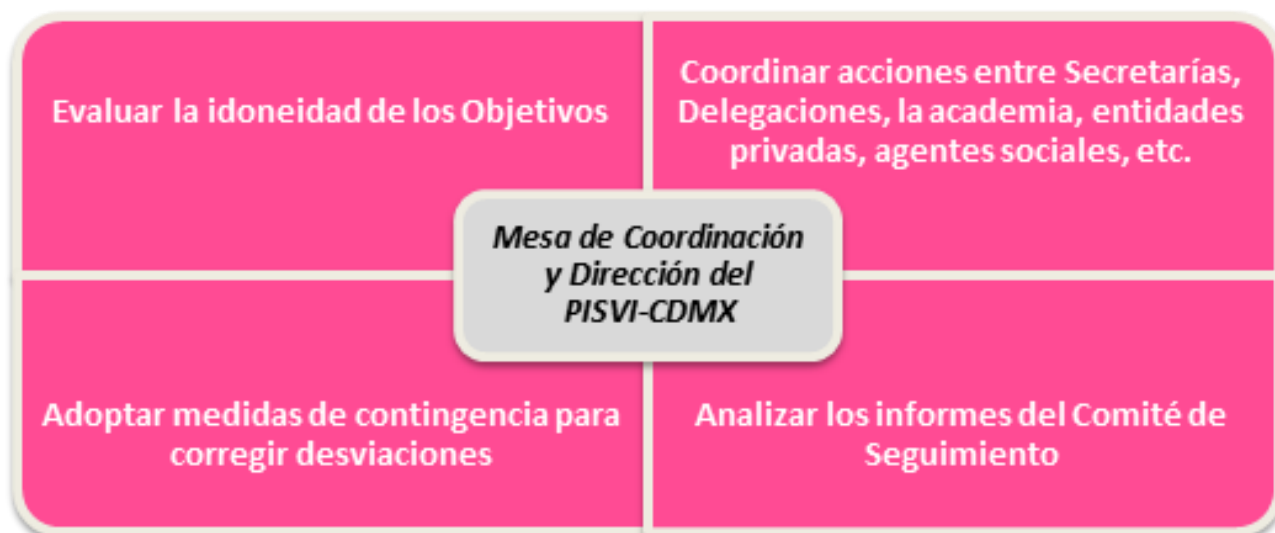 Evaluar la idoneidad de los Objetivos
Coordinar acciones entre Secretarías,
Delegaciones, la academia, entidades
privadas, agentes sociales, etc.
Mesa de Coordinación
y Dirección del
PISVI-CDMX
Adoptar medidas de contingencia para
corregir desviaciones
Analizar los informes del Comité de
Seguimiento